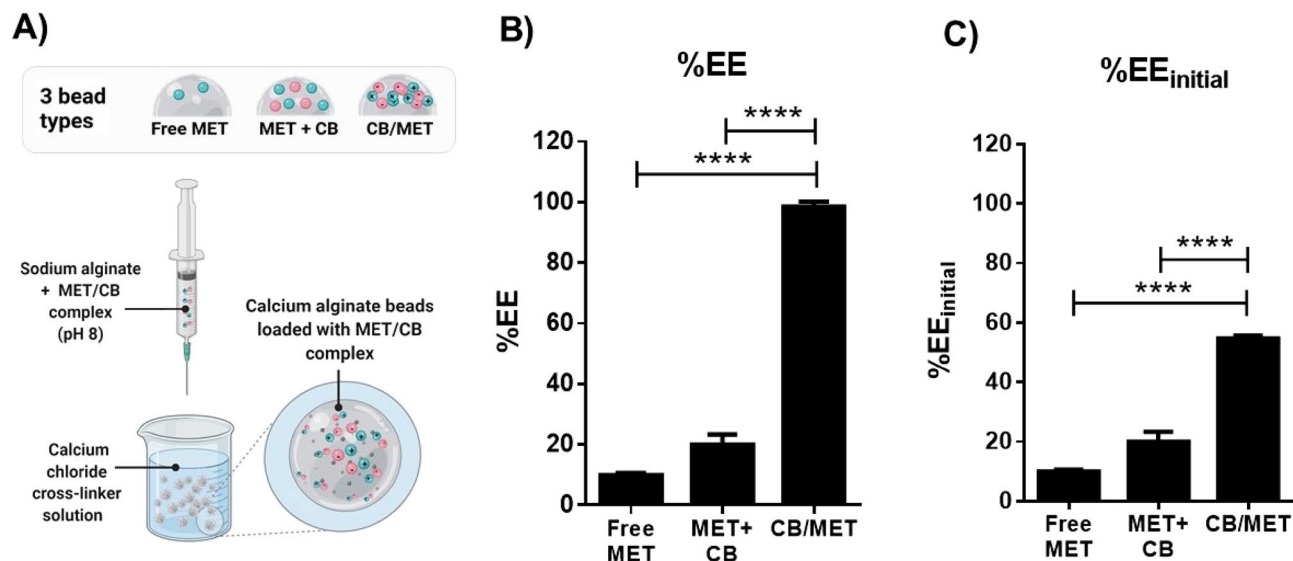 A)
3 bead
types
Free MET
MET + CB
CB/MET
Sodium alginate
+ MET/CB
complex
(pH 8)
Calcium alginate beads
loaded with MET/CB
complex
Calcium
chloride
cross-linker
solution
B)
%EE
****
****
%EE
120
100
80
60
40
20
0
Free
MET
MET+
CB
CB/MET
C)
%EEinitial
****
****
%EEinitial
120
100
80
60
40
20
0
Free
MET
MET+
CB
CB/MET